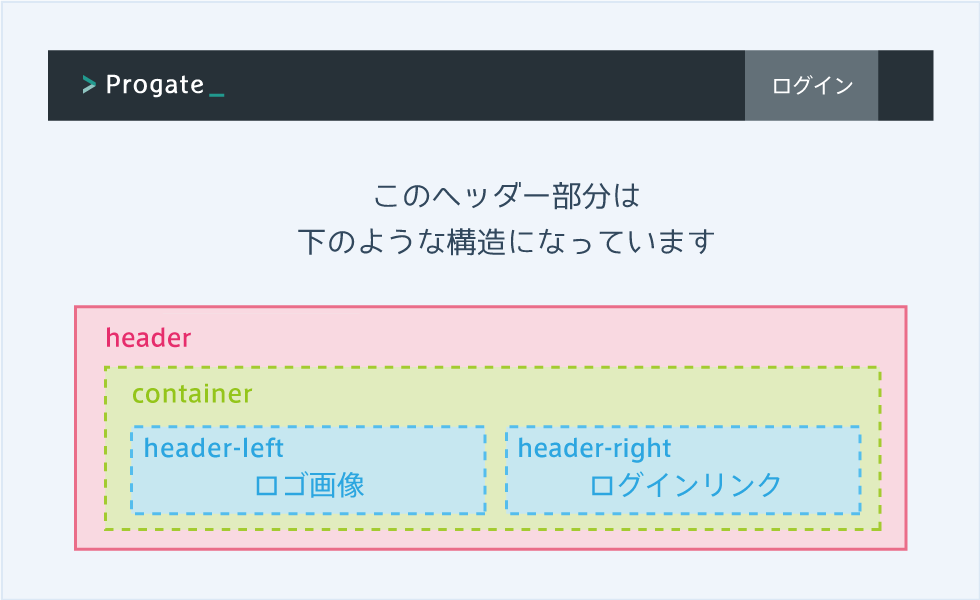 > Progate _
ログイン
このヘッダー部分は
下のような構造になっています
header
container
header-left
ロゴ画像
header-right
ログインリンク